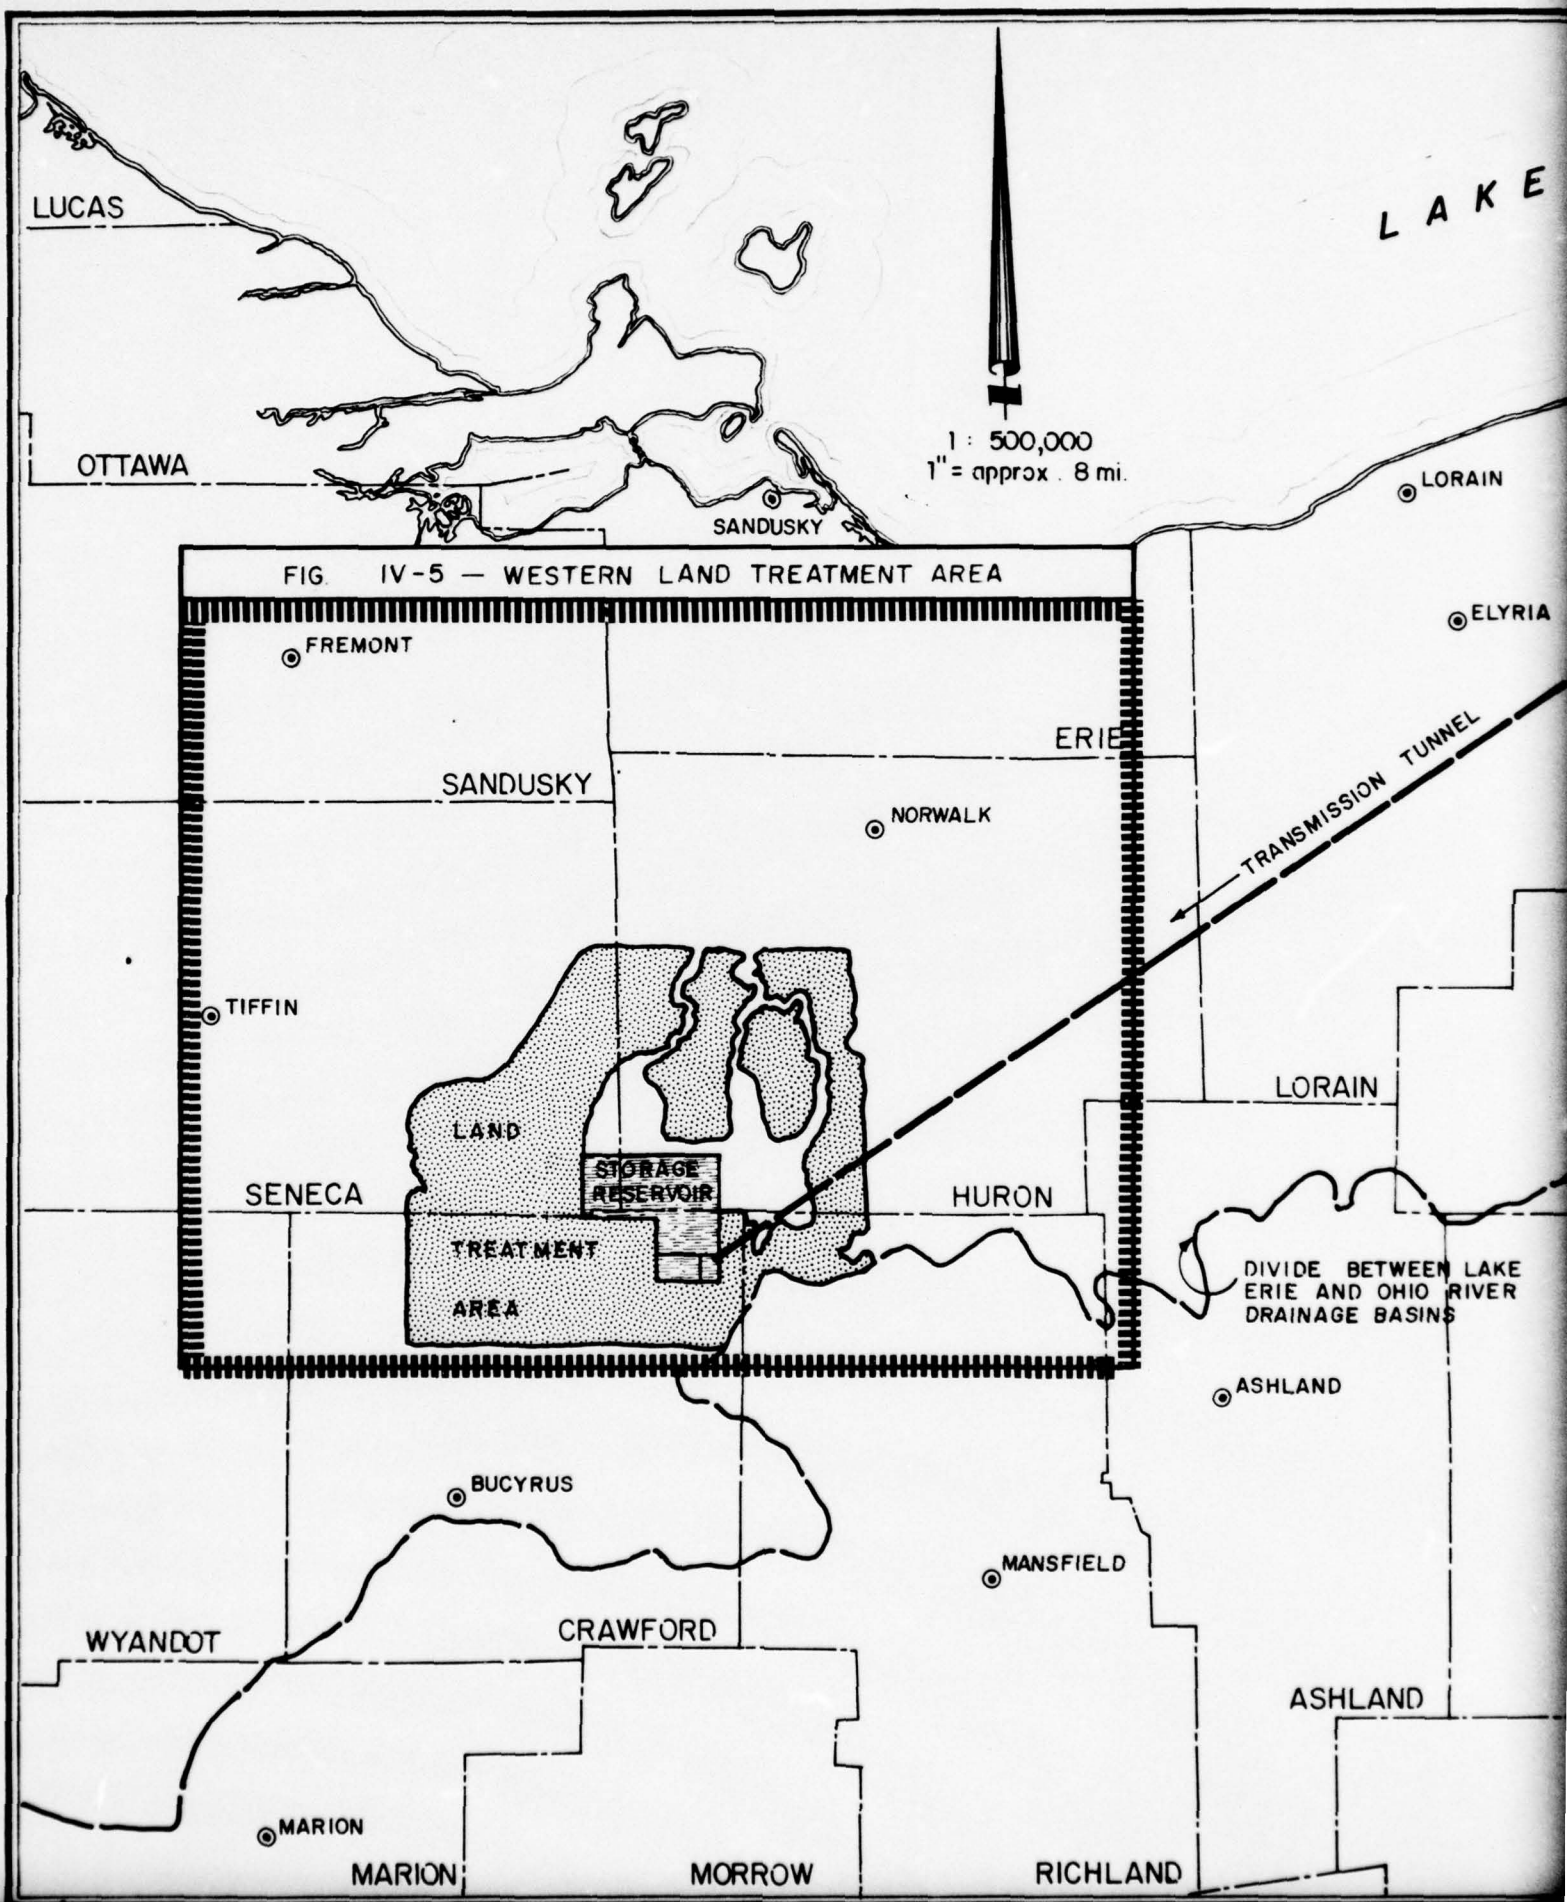 LAKE
LUCAS
1 : 500,000
1" = approx . 8 mi.
OTTAWA
LORAIN
SANDUSKY
FIG. IV-5 — WESTERN LAND TREATMENT AREA
ELYRIA
FREMONT
ERIE
TRANSMISSION TUNNEL
SANDUSKY
NORWALK
TIFFIN
LORAIN
LAND
STORAGE
RESERVOIR
SENECA
HURON
TREATMENT
AREA
DIVIDE BETWEEN LAKE
ERIE AND OHIO RIVER
DRAINAGE BASINS
ASHLAND
BUCYRUS
MANSFIELD
CRAWFORD
WYANDOT
ASHLAND
MARION
MARION
MORROW
RICHLAND